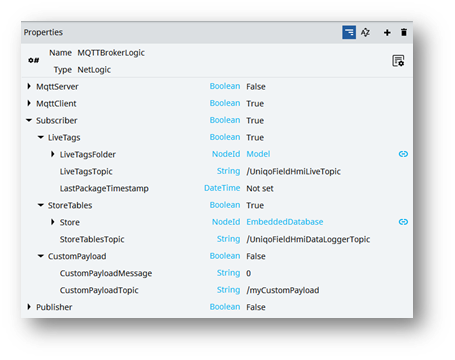 Properties
Name MQTTBrokerLogic
Type NetLogic
MqttServer Boolean False
MqttClient Boolean True
Subscriber Boolean True
LiveTags Boolean True
LiveTagsFolder NodeId Model
LiveTagsTopic String /UniqoFieldHmiLiveTopic
LastPackageTimestamp DateTime Not set
StoreTables Boolean True
Store NodeId EmbeddedDatabase
StoreTablesTopic String /UniqoFieldHmiDataLoggerTopic
CustomPayload Boolean False
CustomPayloadMessage String 0
CustomPayloadTopic String /myCustomPayload
Publisher Boolean False